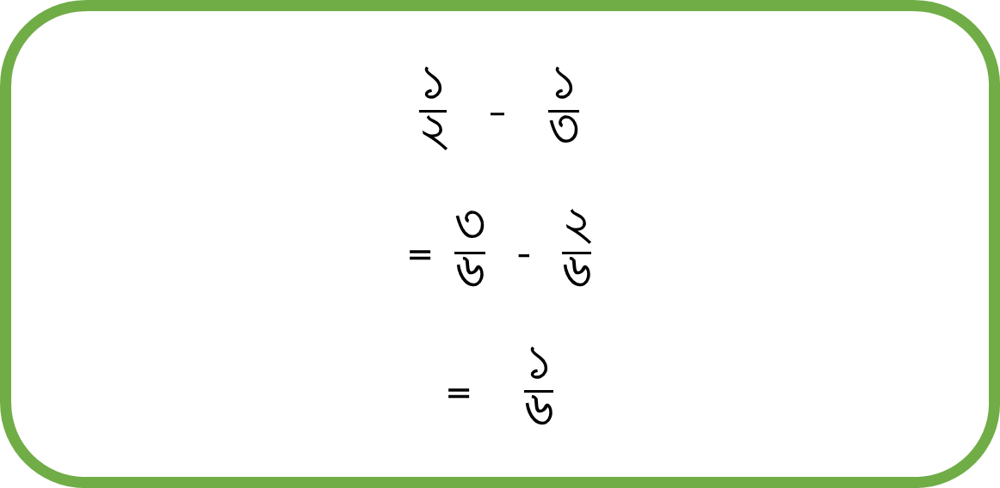 ১/২ - ১/৩
= ৩/৬ - ২/৬
= ১/৬